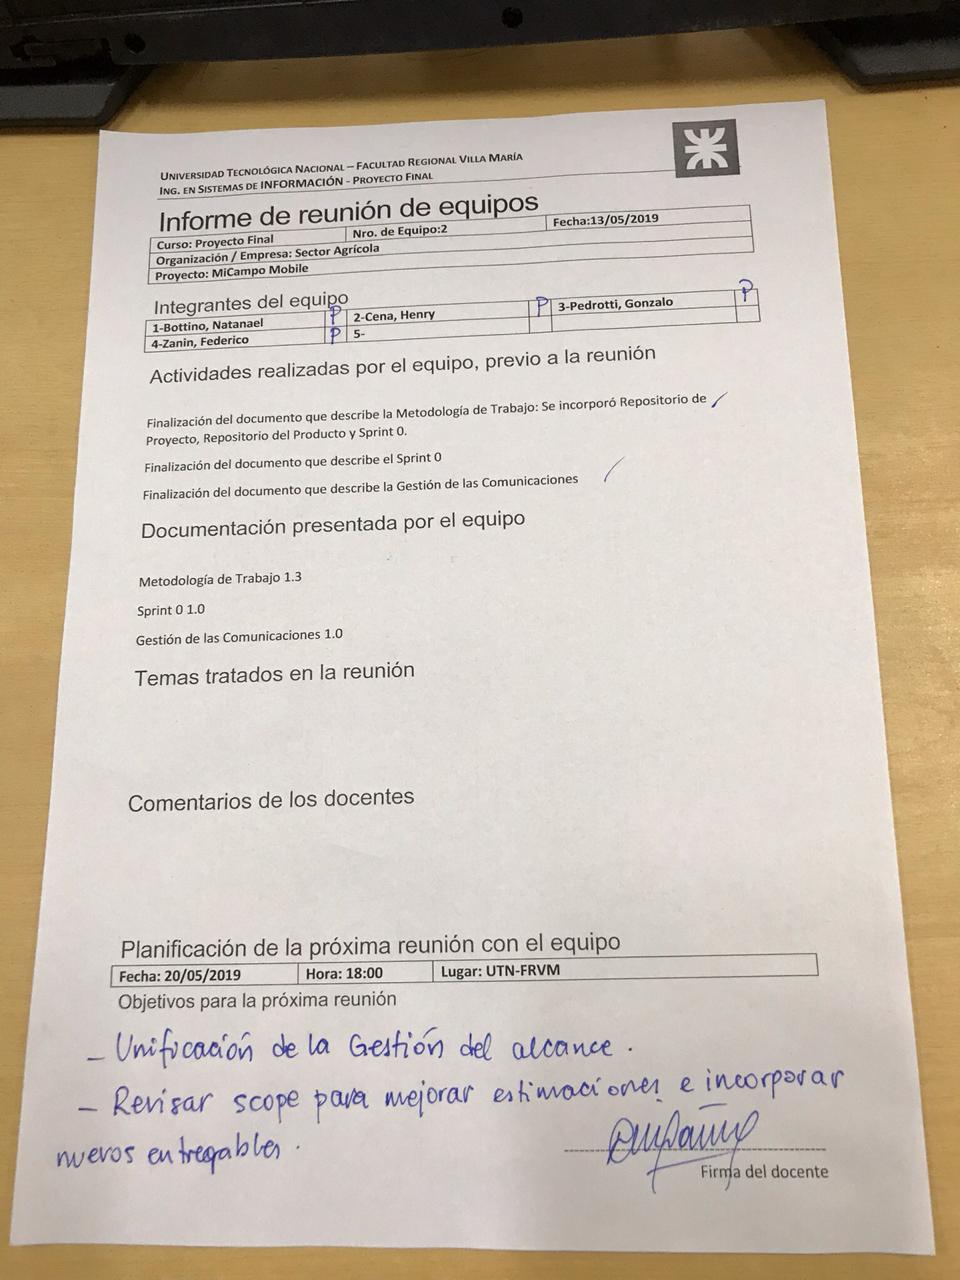 UNIVERSIDAD TECNOLÓGICA NACIONAL – FACULTAD REGIONAL VILLA MARÍA
ING. EN SISTEMAS DE INFORMACIÓN - PROYECTO FINAL
Informe de reunión de equipos
Curso: Proyecto Final Nro. de Equipo:2 Fecha:13/05/2019
Organización / Empresa: Sector Agrícola
Proyecto: MiCampo Mobile
Integrantes del equipo
1-Bottino, Natanael P 2-Cena, Henry P 3-Pedrotti, Gonzalo P
4-Zanin, Federico P 5-
Actividades realizadas por el equipo, previo a la reunión
Finalización del documento que describe la Metodología de Trabajo: Se incorporó Repositorio de
Proyecto, Repositorio del Producto y Sprint 0.
Finalización del documento que describe el Sprint 0
Finalización del documento que describe la Gestión de las Comunicaciones
Documentación presentada por el equipo
Metodología de Trabajo 1.3
Sprint 0 1.0
Gestión de las Comunicaciones 1.0
Temas tratados en la reunión
Comentarios de los docentes
Planificación de la próxima reunión con el equipo
Fecha: 20/05/2019 Hora: 18:00 Lugar: UTN-FRVM
Objetivos para la próxima reunión
– Unificación de la Gestión del alcance.
– Revisar scope para mejorar estimaciones e incorporar
nuevos entregables.
Firma del docente